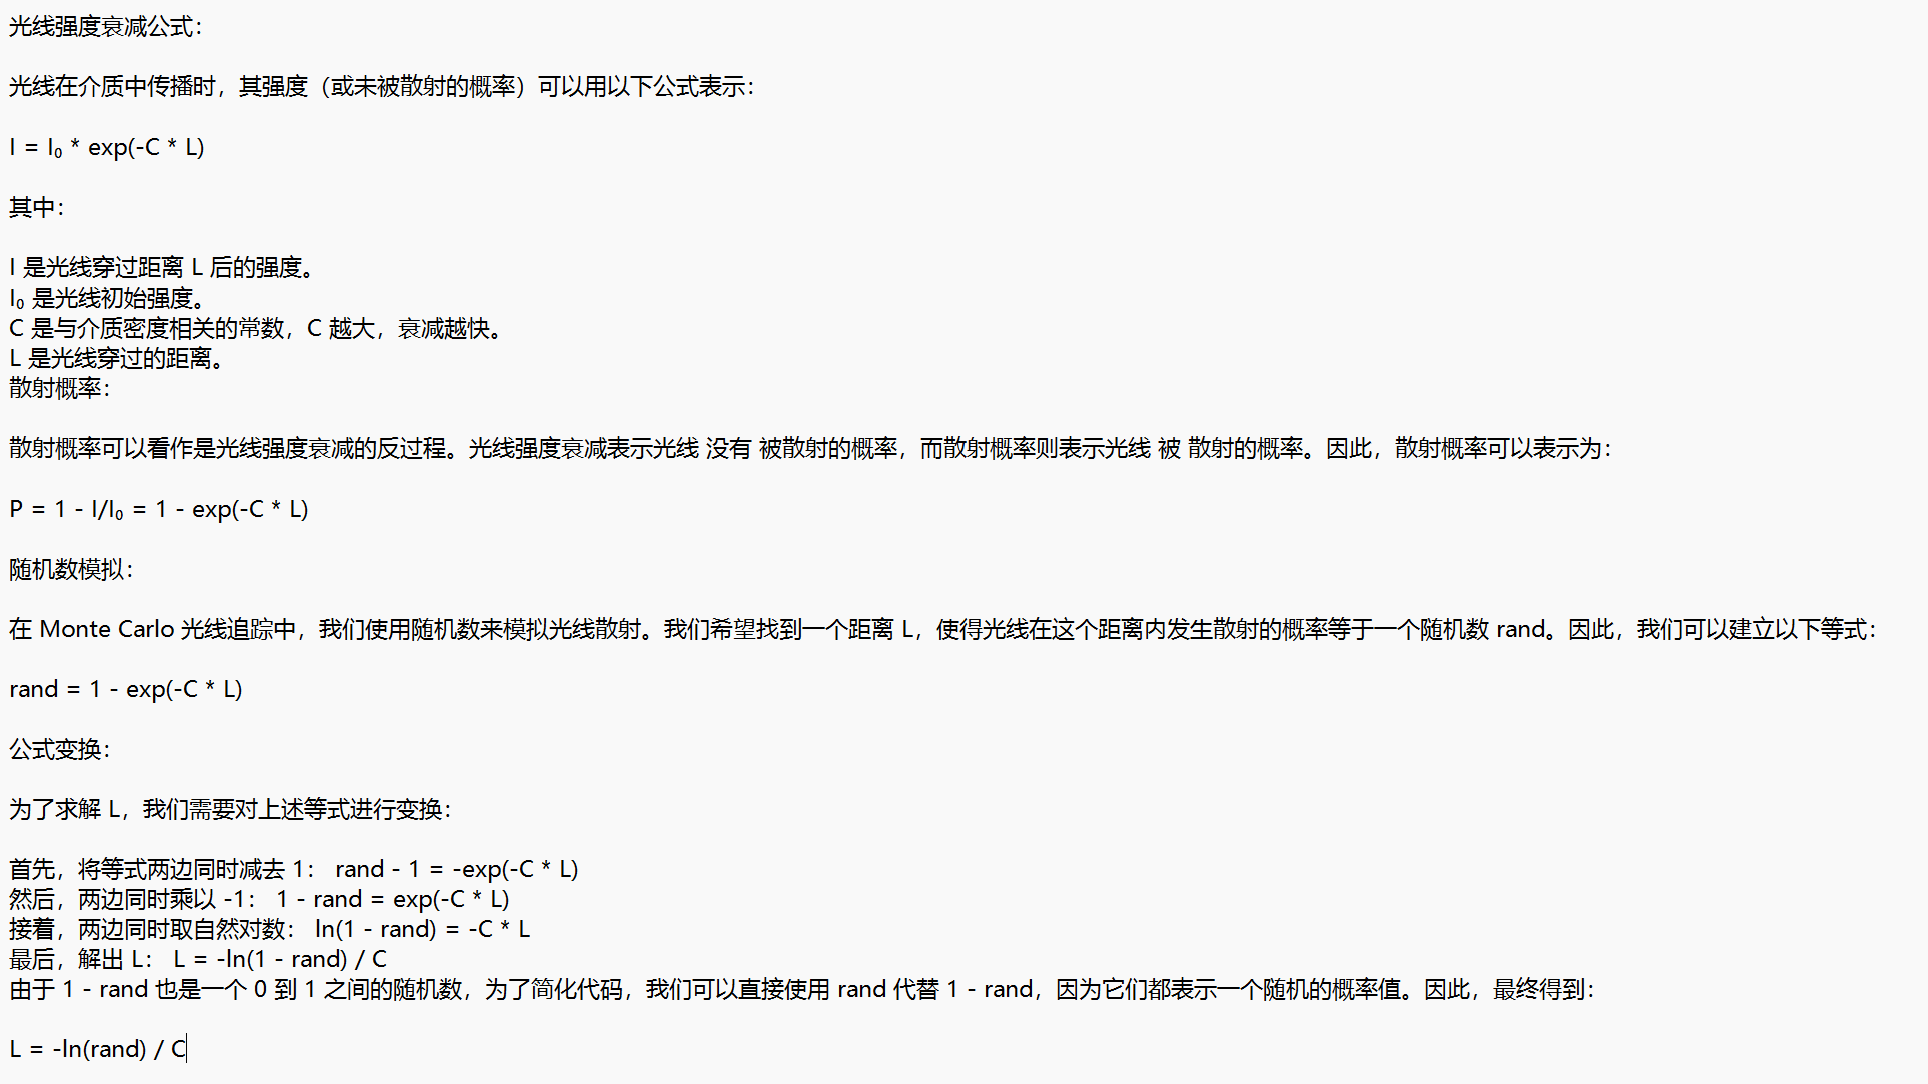 光线强度衰减公式：
光线在介质中传播时，其强度（或未被散射的概率）可以用以下公式表示：
I = I₀ * exp(-C * L)
其中：
I 是光线穿过距离 L 后的强度。
I₀ 是光线初始强度。
C 是与介质密度相关的常数，C 越大，衰减越快。
L 是光线穿过的距离。
散射概率：
散射概率可以看作是光线强度衰减的反过程。光线强度衰减表示光线 没有 被散射的概率，而散射概率则表示光线 被 散射的概率。因此，散射概率可以表示为：
P = 1 - I/I₀ = 1 - exp(-C * L)
随机数模拟：
在 Monte Carlo 光线追踪中，我们使用随机数来模拟光线散射。我们希望找到一个距离 L，使得光线在这个距离内发生散射的概率等于一个随机数 rand。因此，我们可以建立以下等式：
rand = 1 - exp(-C * L)
公式变换：
为了求解 L，我们需要对上述等式进行变换：
首先，将等式两边同时减去 1： rand - 1 = -exp(-C * L)
然后，两边同时乘以 -1： 1 - rand = exp(-C * L)
接着，两边同时取自然对数： ln(1 - rand) = -C * L
最后，解出 L： L = -ln(1 - rand) / C
由于 1 - rand 也是一个 0 到 1 之间的随机数，为了简化代码，我们可以直接使用 rand 代替 1 - rand，因为它们都表示一个随机的概率值。因此，最终得到：
L = -ln(rand) / C